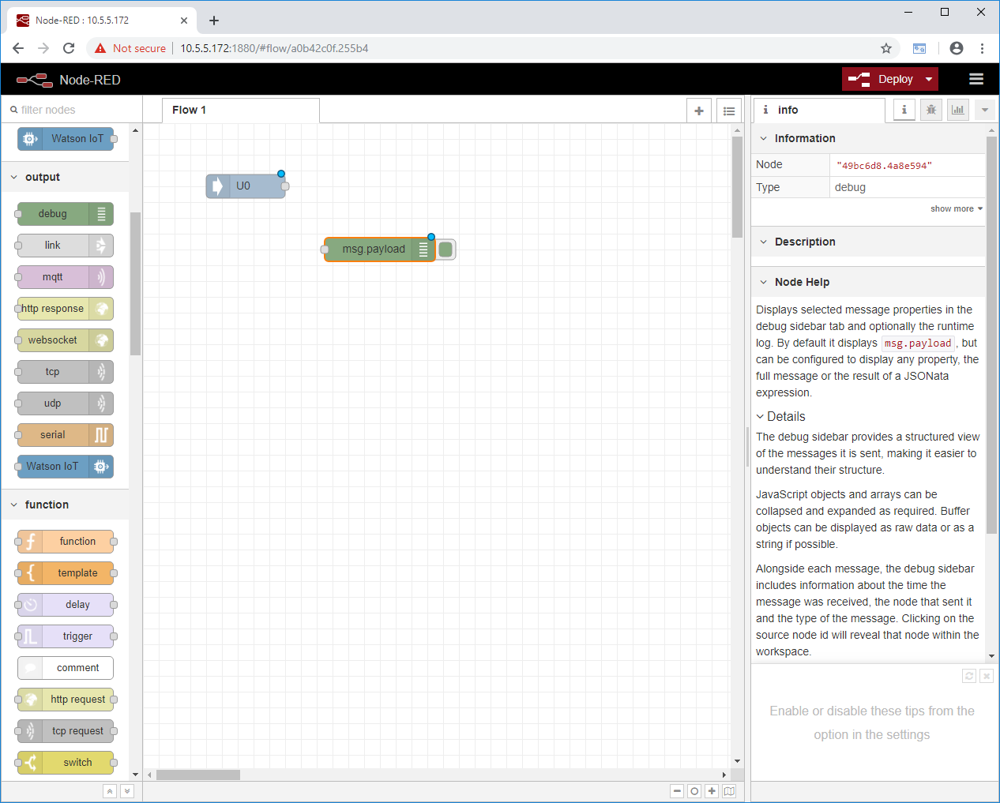 Node-RED : 10.5.5.172
Not secure
10.5.5.172:1880/#flow/a0b42c0f.255b4
Node-RED
Deploy
filter nodes
Flow 1
info
Watson IoT
output
debug
link
mqtt
http response
websocket
tcp
udp
serial
Watson IoT
function
function
template
delay
trigger
comment
http request
tcp request
switch
U0
msg.payload
Information
Node "49bc6d8.4a8e594"
Type debug
show more
Description
Node Help
Displays selected message properties in the
debug sidebar tab and optionally the runtime
log. By default it displays msg.payload, but
can be configured to display any property, the
full message or the result of a JSONata
expression.
Details
The debug sidebar provides a structured view
of the messages it is sent, making it easier to
understand their structure.
JavaScript objects and arrays can be
collapsed and expanded as required. Buffer
objects can be displayed as raw data or as a
string if possible.
Alongside each message, the debug sidebar
includes information about the time the
message was received, the node that sent it
and the type of the message. Clicking on the
source node id will reveal that node within the
workspace.
Enable or disable these tips from the
option in the settings